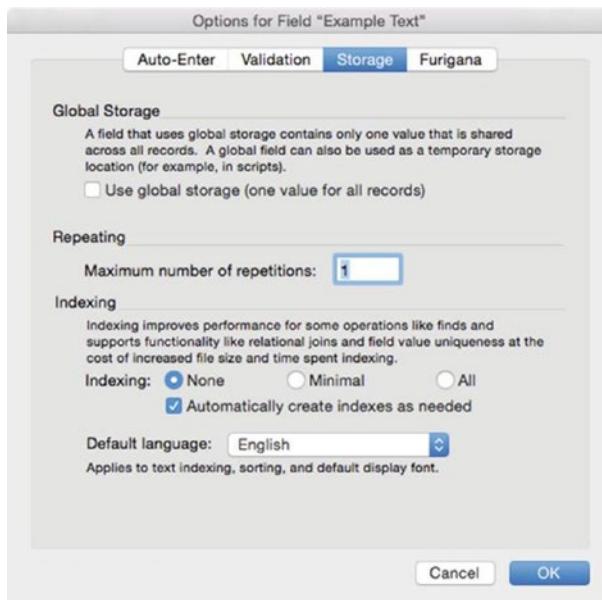 Options for Field "Example Text"
Auto-Enter Validation Storage Furigana
Global Storage
A field that uses global storage contains only one value that is shared
across all records. A global field can also be used as a temporary storage
location (for example, in scripts).
Use global storage (one value for all records)
Repeating
Maximum number of repetitions: 1
Indexing
Indexing improves performance for some operations like finds and
supports functionality like relational joins and field value uniqueness at the
cost of increased file size and time spent indexing.
Indexing: None Minimal All
Automatically create indexes as needed
Default language: English
Applies to text indexing, sorting, and default display font.
Cancel OK